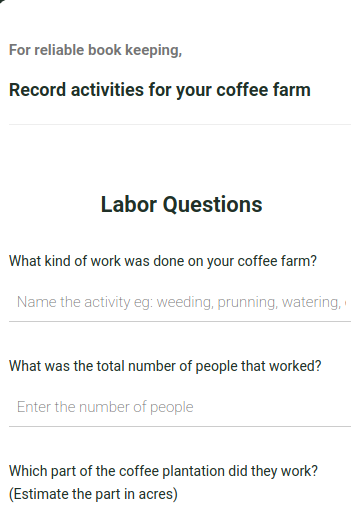 For reliable book keeping,
Record activities for your coffee farm
Labor Questions
What kind of work was done on your coffee farm?
Name the activity eg: weeding, prunning, watering,
What was the total number of people that worked?
Enter the number of people
Which part of the coffee plantation did they work?
(Estimate the part in acres)